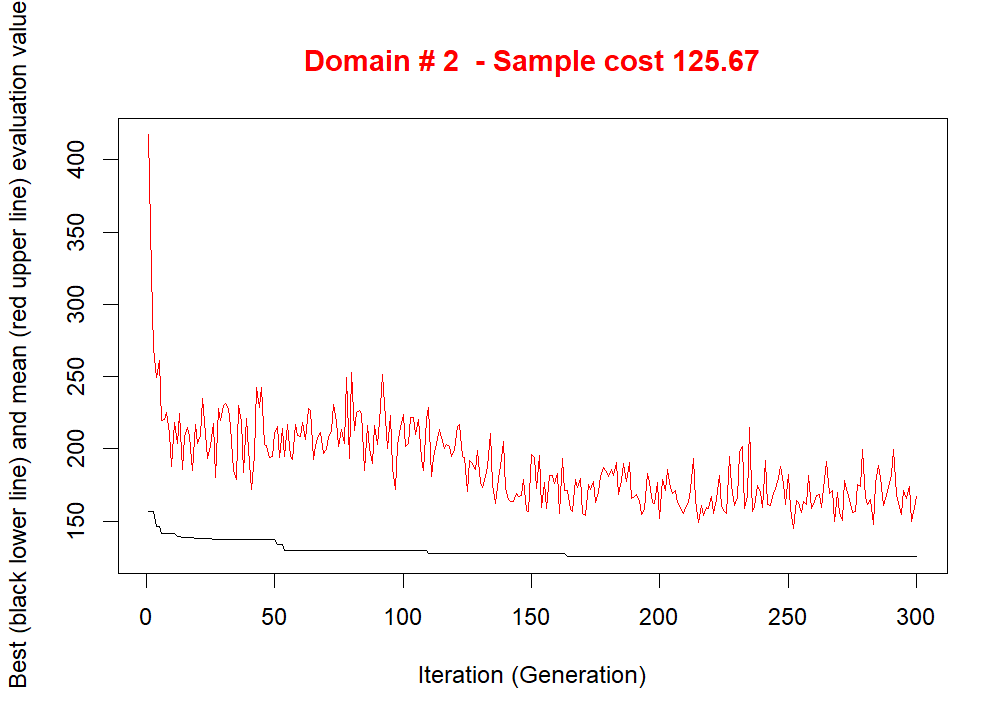 Domain # 2  - Sample cost 125.67
Best (black lower line) and mean (red upper line) evaluation value
400
350
300
250
200
150
0 50 100 150 200 250 300
Iteration (Generation)